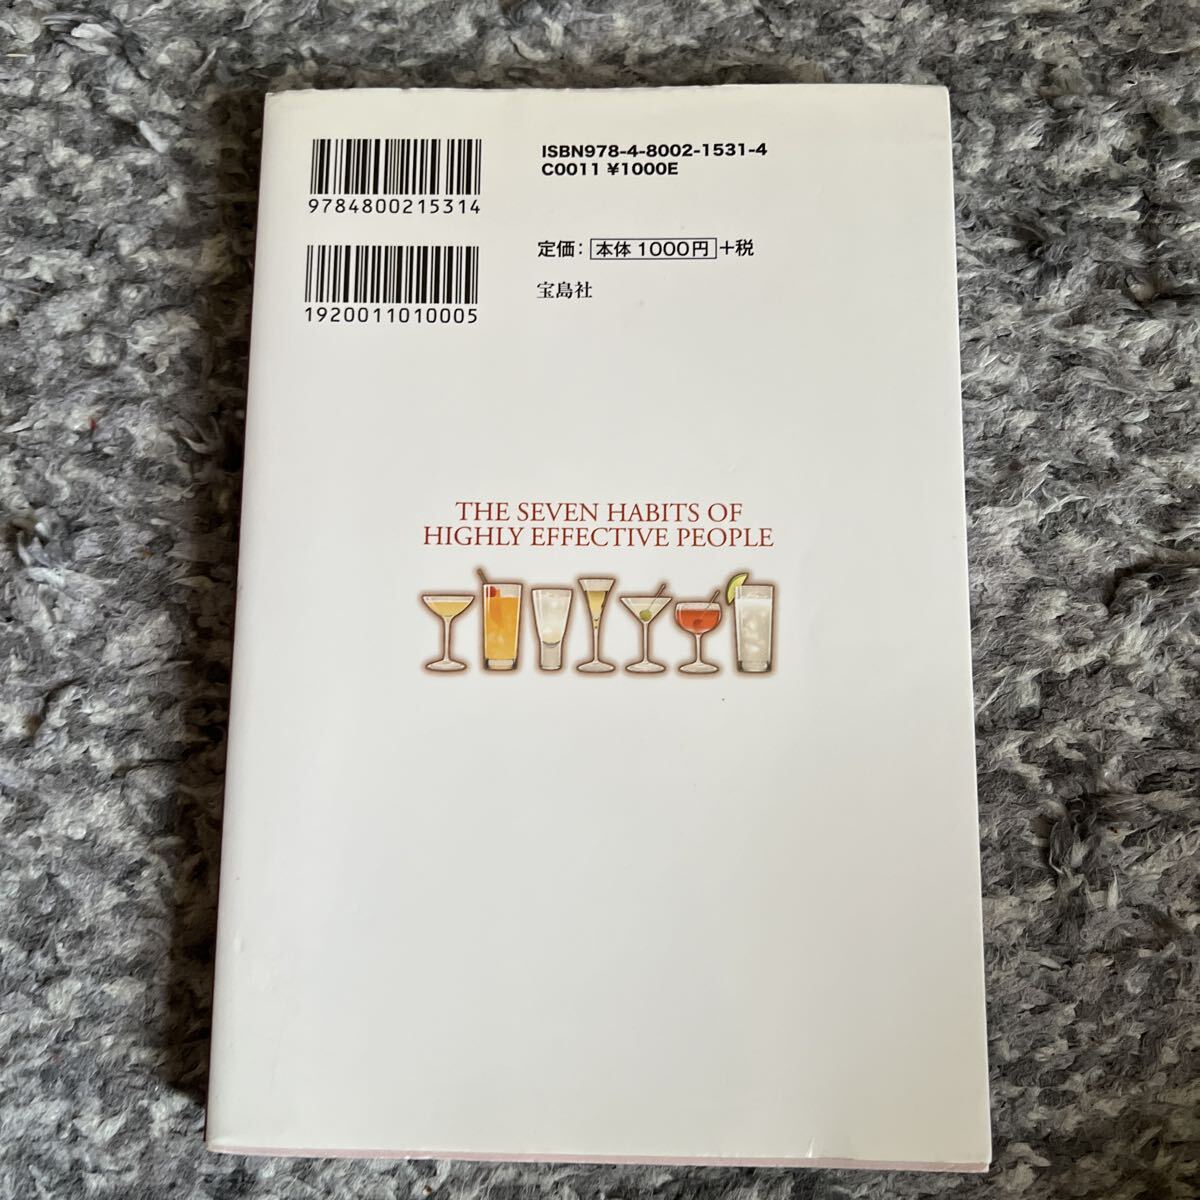 ISBN978-4-8002-1531-4
C0011 ¥1000E
9784800215314
定価：本体 1000円+税
宝島社
1920011010005
THE SEVEN HABITS OF
HIGHLY EFFECTIVE PEOPLE